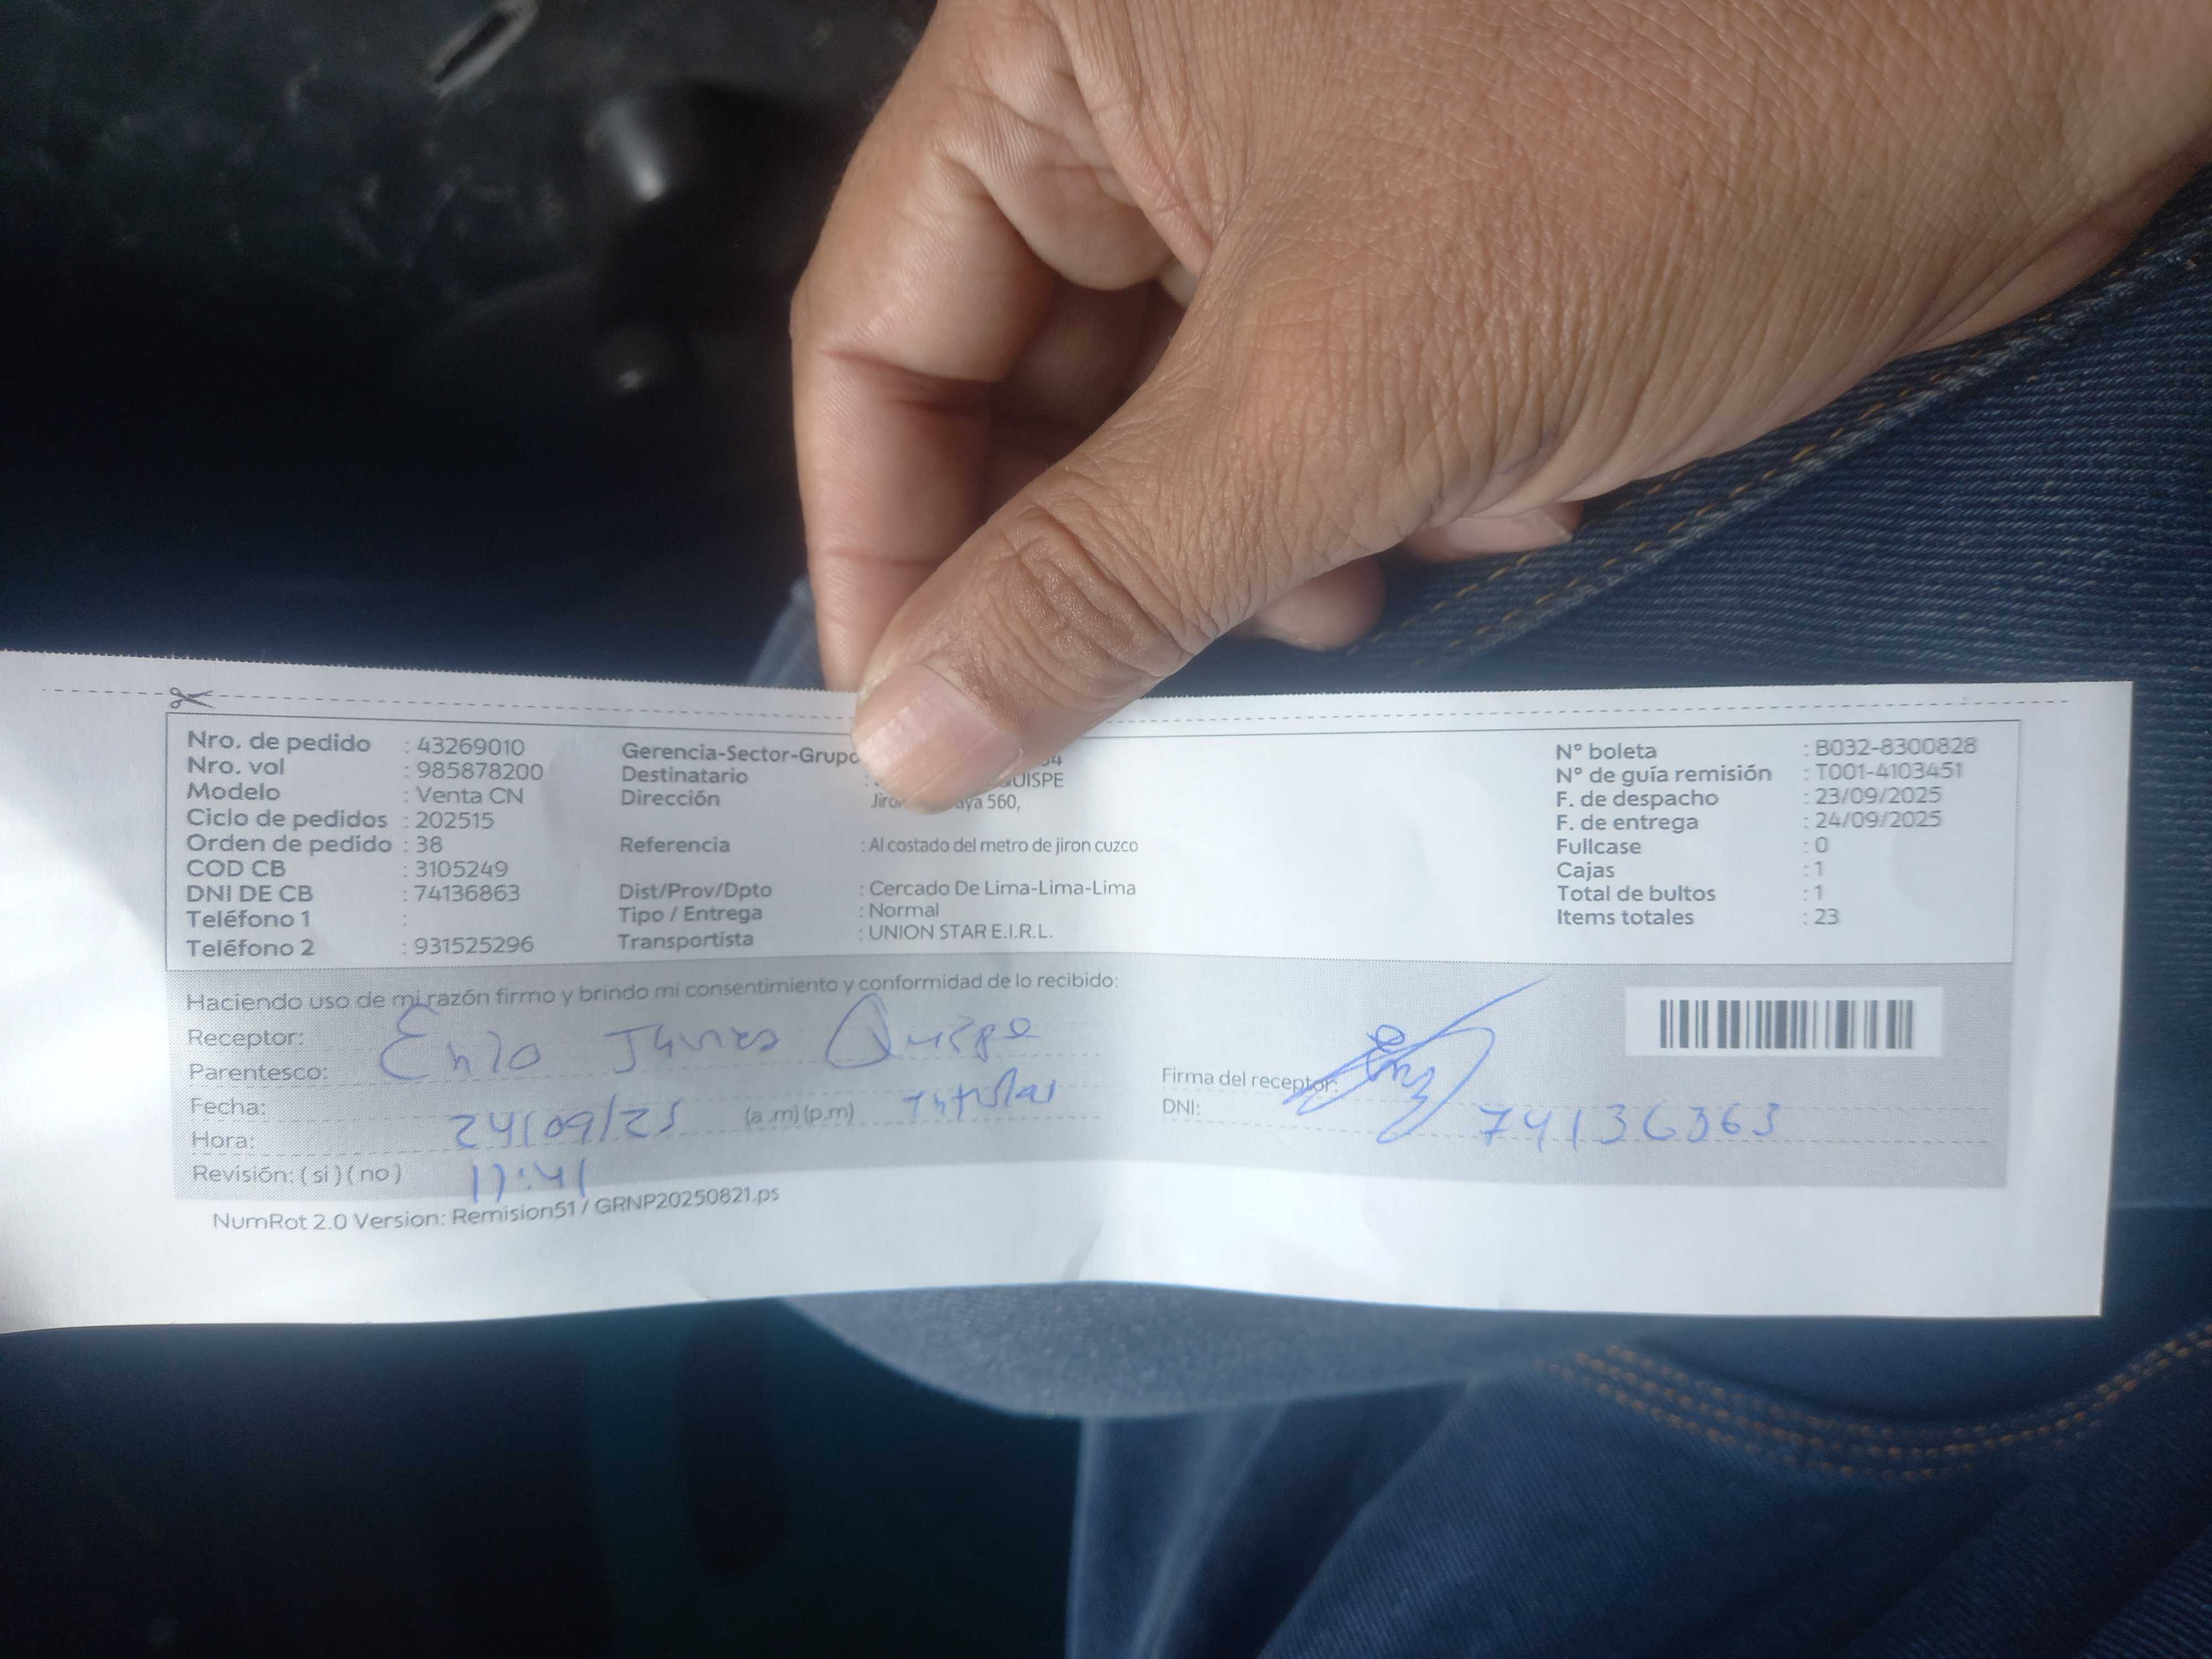 Nro. de pedido : 43269010
Nro. vol : 985878200
Modelo : Venta CN
Ciclo de pedidos : 202515
Orden de pedido : 38
COD CB : 3105249
DNI DE CB : 74136863
Teléfono 1 :
Teléfono 2 : 931525296
Gerencia-Sector-Grupo
Destinatario : QUISPE
Dirección 560,
Referencia : Al costado del metro de jiron cuzco
Dist/Prov/Dpto : Cercado De Lima-Lima-Lima
Tipo / Entrega : Normal
Transportista : UNION STAR E.I.R.L.
N° boleta : B032-8300828
N° de guía remisión : T001-4103451
F. de despacho : 23/09/2025
F. de entrega : 24/09/2025
Fullcase : 0
Cajas : 1
Total de bultos : 1
Items totales : 23
Haciendo uso de mi razón firmo y brindo mi consentimiento y conformidad de lo recibido:
Receptor: Quispe
Parentesco: titular
Fecha: 24/09/25 (a .m) (p.m)
Hora: 17:41
Revisión: ( si ) ( no )
Firma del receptor:
DNI: 74136863
NumRot 2.0 Version: Remision51 / GRNP20250821.ps